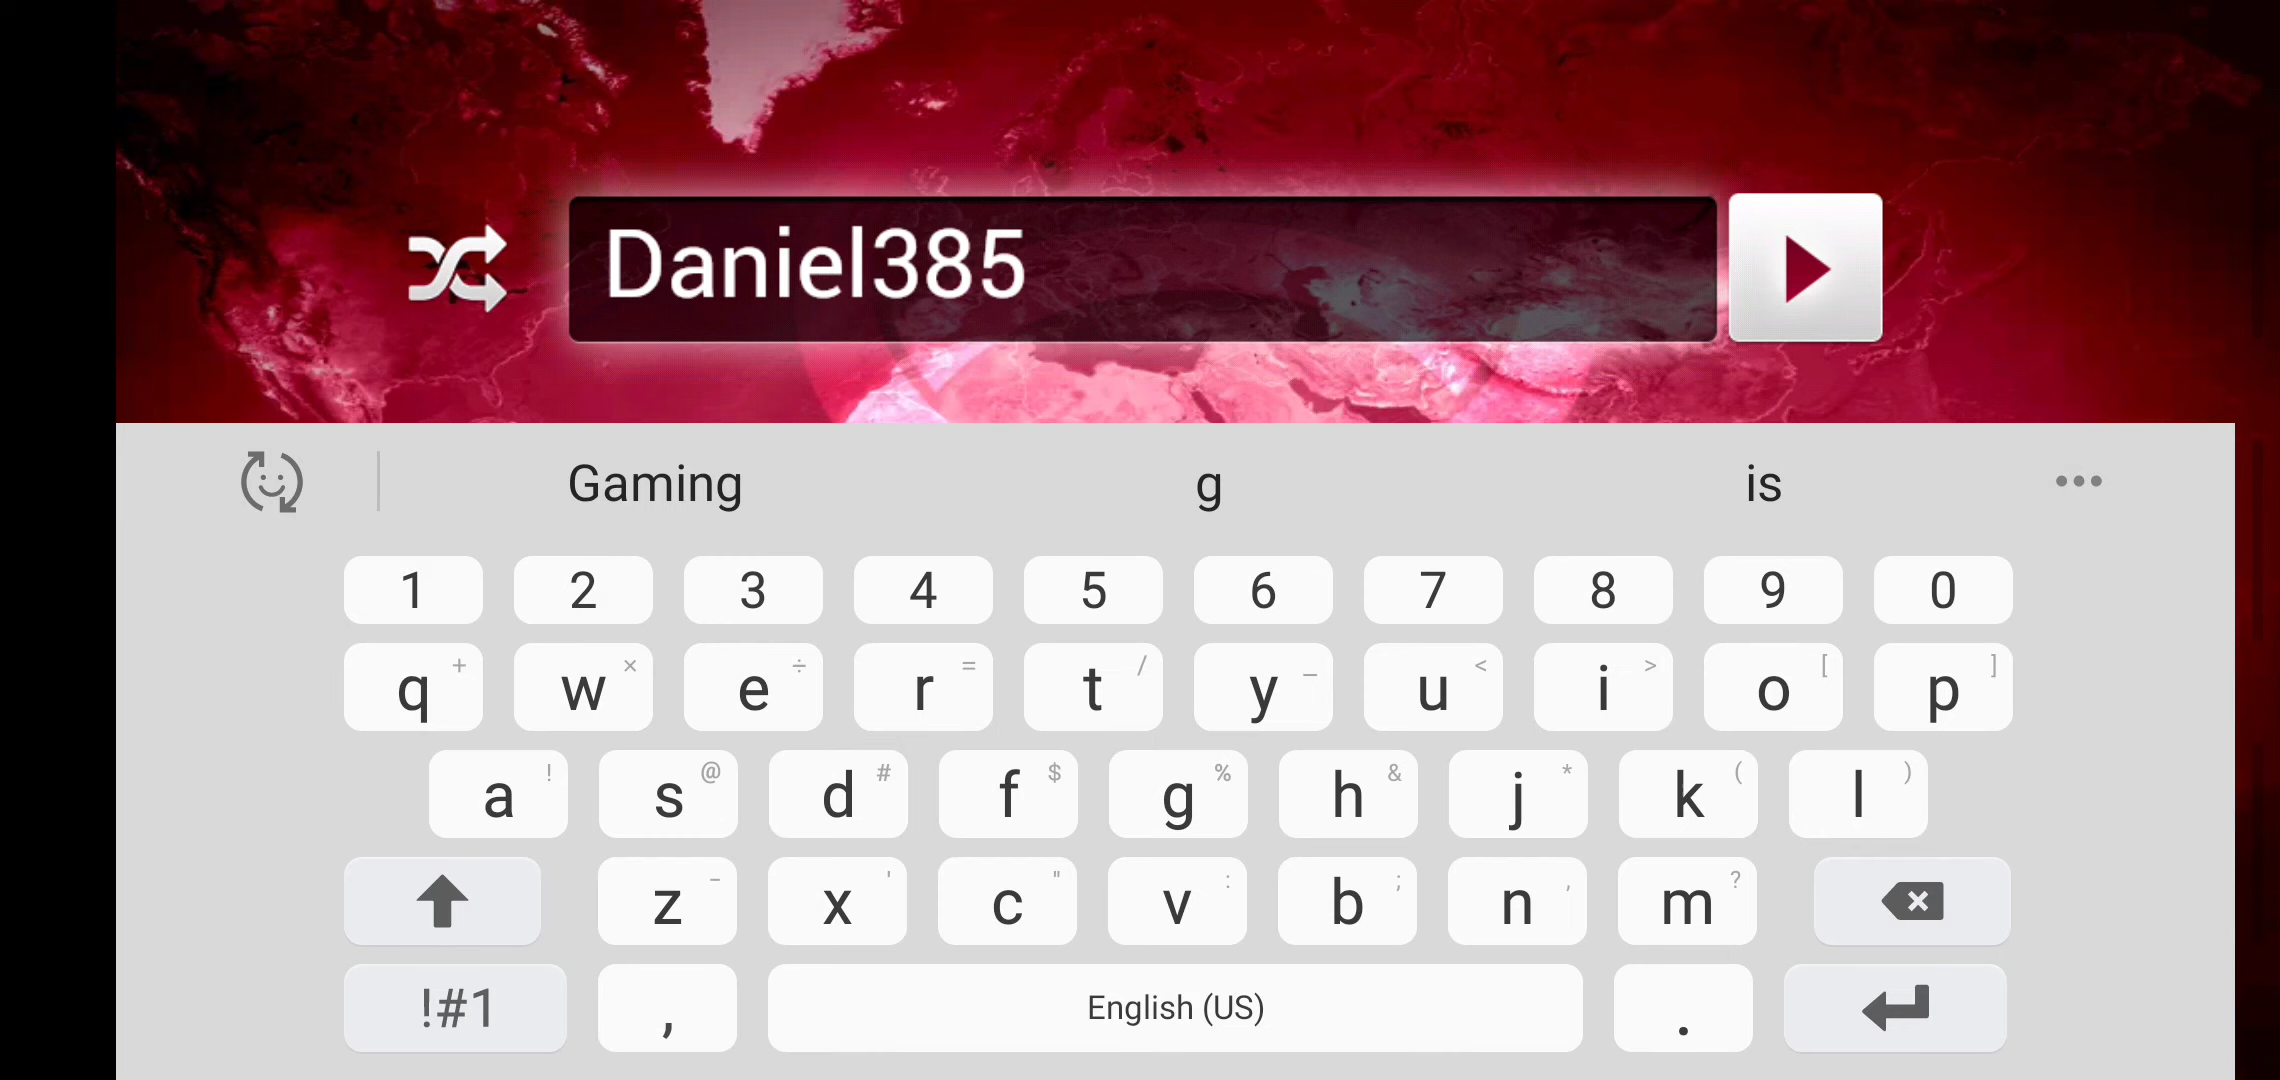 Daniel385
Gaming g is
1 2 3 4 5 6 7 8 9 0
q + w × e ÷ r = t / y _ u < i > o [ p ]
a ! s @ d # f $ g % h & j * k ( l )
z - x ' c " v : b ; n , m ?
!#1 , English (US) .